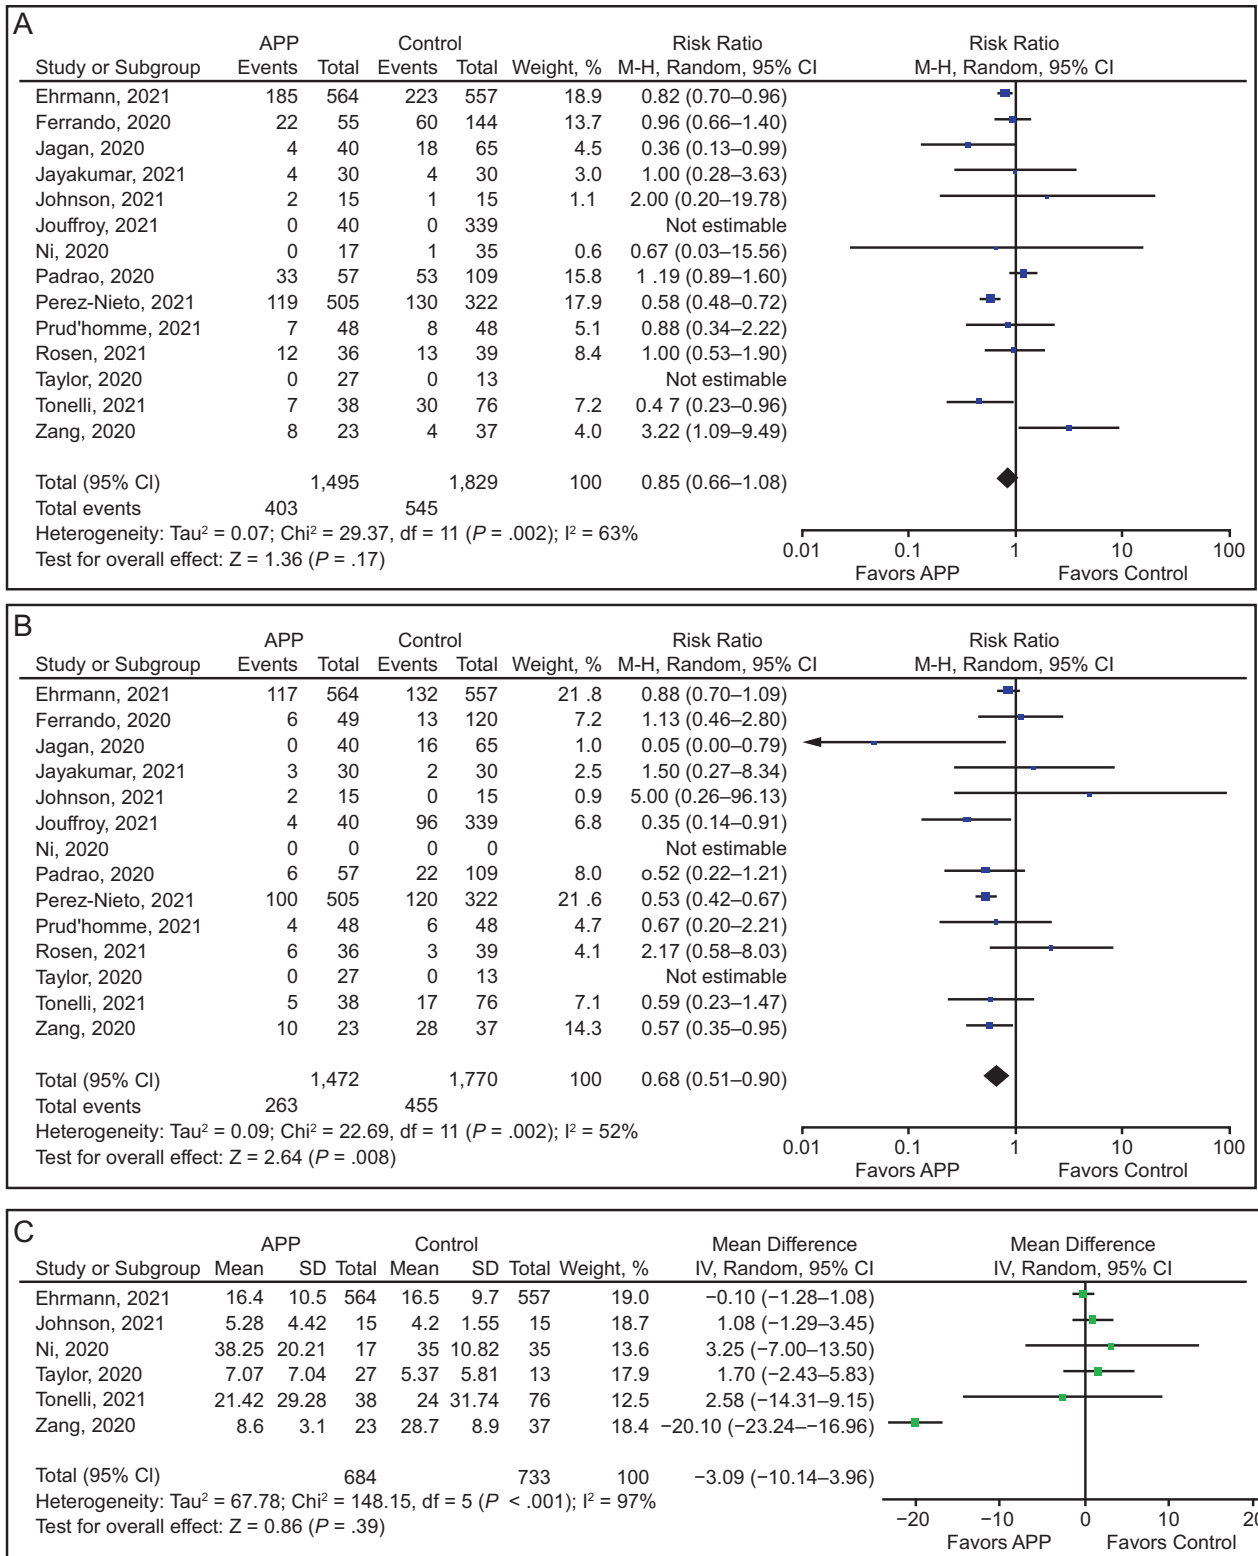 A
APP Control Risk Ratio Risk Ratio
Study or Subgroup Events Total Events Total Weight, % M-H, Random, 95% CI M-H, Random, 95% CI
Ehrmann, 2021 185 564 223 557 18.9 0.82 (0.70–0.96)
Ferrando, 2020 22 55 60 144 13.7 0.96 (0.66–1.40)
Jagan, 2020 4 40 18 65 4.5 0.36 (0.13–0.99)
Jayakumar, 2021 4 30 4 30 3.0 1.00 (0.28–3.63)
Johnson, 2021 2 15 1 15 1.1 2.00 (0.20–19.78)
Jouffroy, 2021 0 40 0 339 Not estimable
Ni, 2020 0 17 1 35 0.6 0.67 (0.03–15.56)
Padrao, 2020 33 57 53 109 15.8 1 .19 (0.89–1.60)
Perez-Nieto, 2021 119 505 130 322 17.9 0.58 (0.48–0.72)
Prud'homme, 2021 7 48 8 48 5.1 0.88 (0.34–2.22)
Rosen, 2021 12 36 13 39 8.4 1.00 (0.53–1.90)
Taylor, 2020 0 27 0 13 Not estimable
Tonelli, 2021 7 38 30 76 7.2 0.4 7 (0.23–0.96)
Zang, 2020 8 23 4 37 4.0 3.22 (1.09–9.49)
Total (95% CI) 1,495 1,829 100 0.85 (0.66–1.08)
Total events 403 545
Heterogeneity: Tau² = 0.07; Chi² = 29.37, df = 11 (P = .002); I² = 63%
Test for overall effect: Z = 1.36 (P = .17)
0.01 0.1 1 10 100
Favors APP Favors Control
B
APP Control Risk Ratio Risk Ratio
Study or Subgroup Events Total Events Total Weight, % M-H, Random, 95% CI M-H, Random, 95% CI
Ehrmann, 2021 117 564 132 557 21 .8 0.88 (0.70–1.09)
Ferrando, 2020 6 49 13 120 7.2 1.13 (0.46–2.80)
Jagan, 2020 0 40 16 65 1.0 0.05 (0.00–0.79)
Jayakumar, 2021 3 30 2 30 2.5 1.50 (0.27–8.34)
Johnson, 2021 2 15 0 15 0.9 5.00 (0.26–96.13)
Jouffroy, 2021 4 40 96 339 6.8 0.35 (0.14–0.91)
Ni, 2020 0 0 0 0 Not estimable
Padrao, 2020 6 57 22 109 8.0 o.52 (0.22–1.21)
Perez-Nieto, 2021 100 505 120 322 21 .6 0.53 (0.42–0.67)
Prud'homme, 2021 4 48 6 48 4.7 0.67 (0.20–2.21)
Rosen, 2021 6 36 3 39 4.1 2.17 (0.58–8.03)
Taylor, 2020 0 27 0 13 Not estimable
Tonelli, 2021 5 38 17 76 7.1 0.59 (0.23–1.47)
Zang, 2020 10 23 28 37 14.3 0.57 (0.35–0.95)
Total (95% CI) 1,472 1,770 100 0.68 (0.51–0.90)
Total events 263 455
Heterogeneity: Tau² = 0.09; Chi² = 22.69, df = 11 (P = .002); I² = 52%
Test for overall effect: Z = 2.64 (P = .008)
0.01 0.1 1 10 100
Favors APP Favors Control
C
APP Control Mean Difference Mean Difference
Study or Subgroup Mean SD Total Mean SD Total Weight, % IV, Random, 95% CI IV, Random, 95% CI
Ehrmann, 2021 16.4 10.5 564 16.5 9.7 557 19.0 −0.10 (−1.28–1.08)
Johnson, 2021 5.28 4.42 15 4.2 1.55 15 18.7 1.08 (−1.29–3.45)
Ni, 2020 38.25 20.21 17 35 10.82 35 13.6 3.25 (−7.00–13.50)
Taylor, 2020 7.07 7.04 27 5.37 5.81 13 17.9 1.70 (−2.43–5.83)
Tonelli, 2021 21.42 29.28 38 24 31.74 76 12.5 2.58 (−14.31–9.15)
Zang, 2020 8.6 3.1 23 28.7 8.9 37 18.4 −20.10 (−23.24–−16.96)
Total (95% CI) 684 733 100 −3.09 (−10.14–3.96)
Heterogeneity: Tau² = 67.78; Chi² = 148.15, df = 5 (P < .001); I² = 97%
Test for overall effect: Z = 0.86 (P = .39)
−20 −10 0 10 20
Favors APP Favors Control